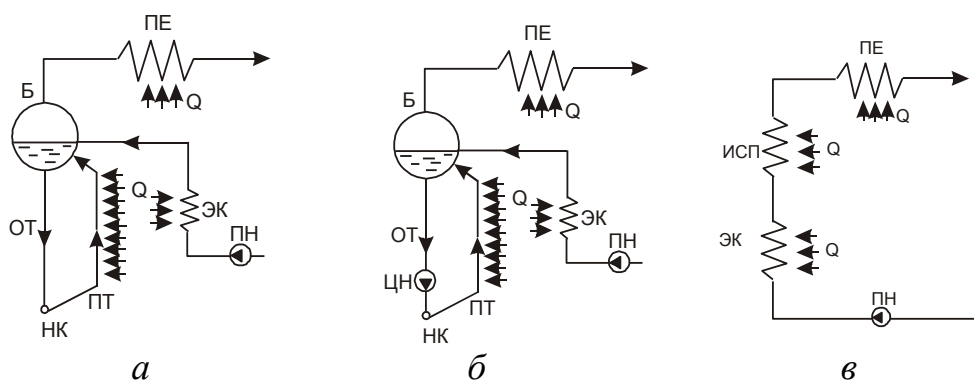 ПЕ
Б
Q
Q
ОТ
ЭК
ПН
ПТ
НК
а
ПЕ
Б
Q
Q
ОТ
ЭК
ПН
ЦН
ПТ
НК
б
ПЕ
Q
ИСП
Q
ЭК
Q
ПН
в